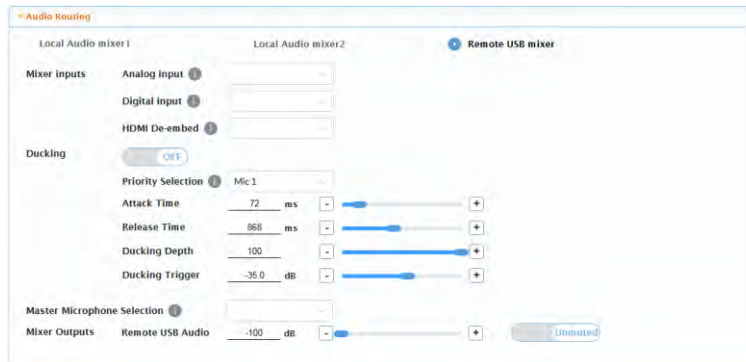 Audio Routing
Local Audio mixer1 Local Audio mixer2 Remote USB mixer
Mixer inputs Analog input i
Digital input i
HDMI De-embed i
Ducking OFF
Priority Selection i Mic 1
Attack Time 72 ms - +
Release Time 868 ms - +
Ducking Depth 100 - +
Ducking Trigger -35.0 dB - +
Master Microphone Selection i
Mixer Outputs Remote USB Audio -100 dB - + Unmuted